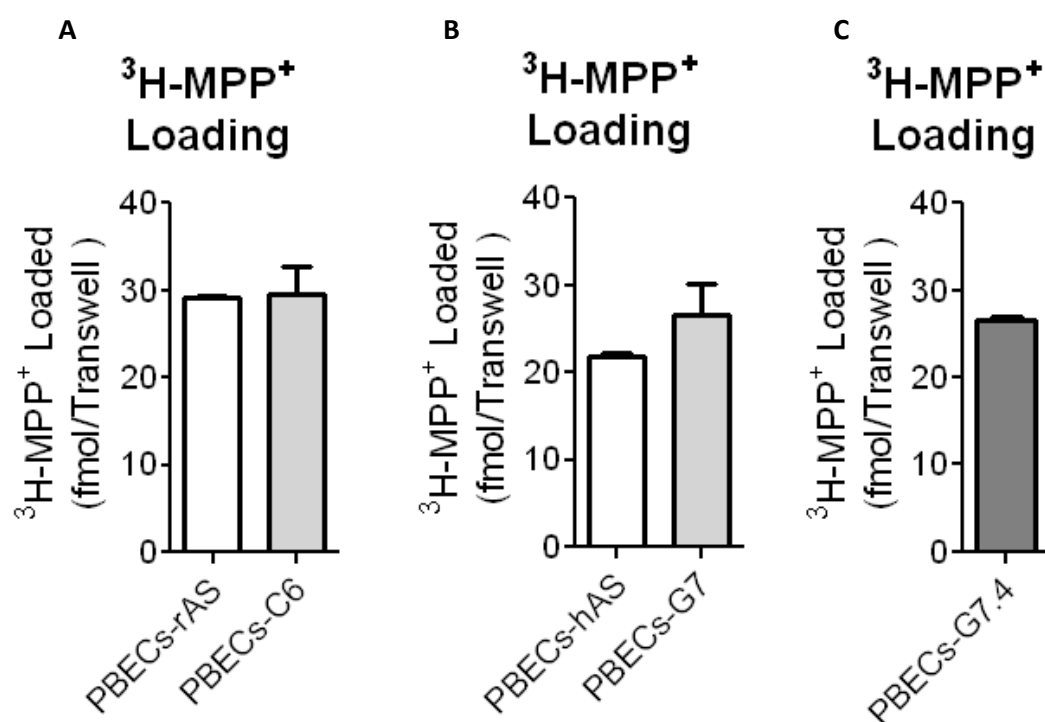 A
³H-MPP⁺
Loading
³H-MPP⁺ Loaded
(fmol/Transwell )
40
30
20
10
0
PBECs-rAS
PBECs-C6
B
³H-MPP⁺
Loading
³H-MPP⁺ Loaded
(fmol/Transwell )
40
30
20
10
0
PBECs-hAS
PBECs-G7
C
³H-MPP⁺
Loading
³H-MPP⁺ Loaded
(fmol/Transwell )
40
30
20
10
0
PBECs-G7.4